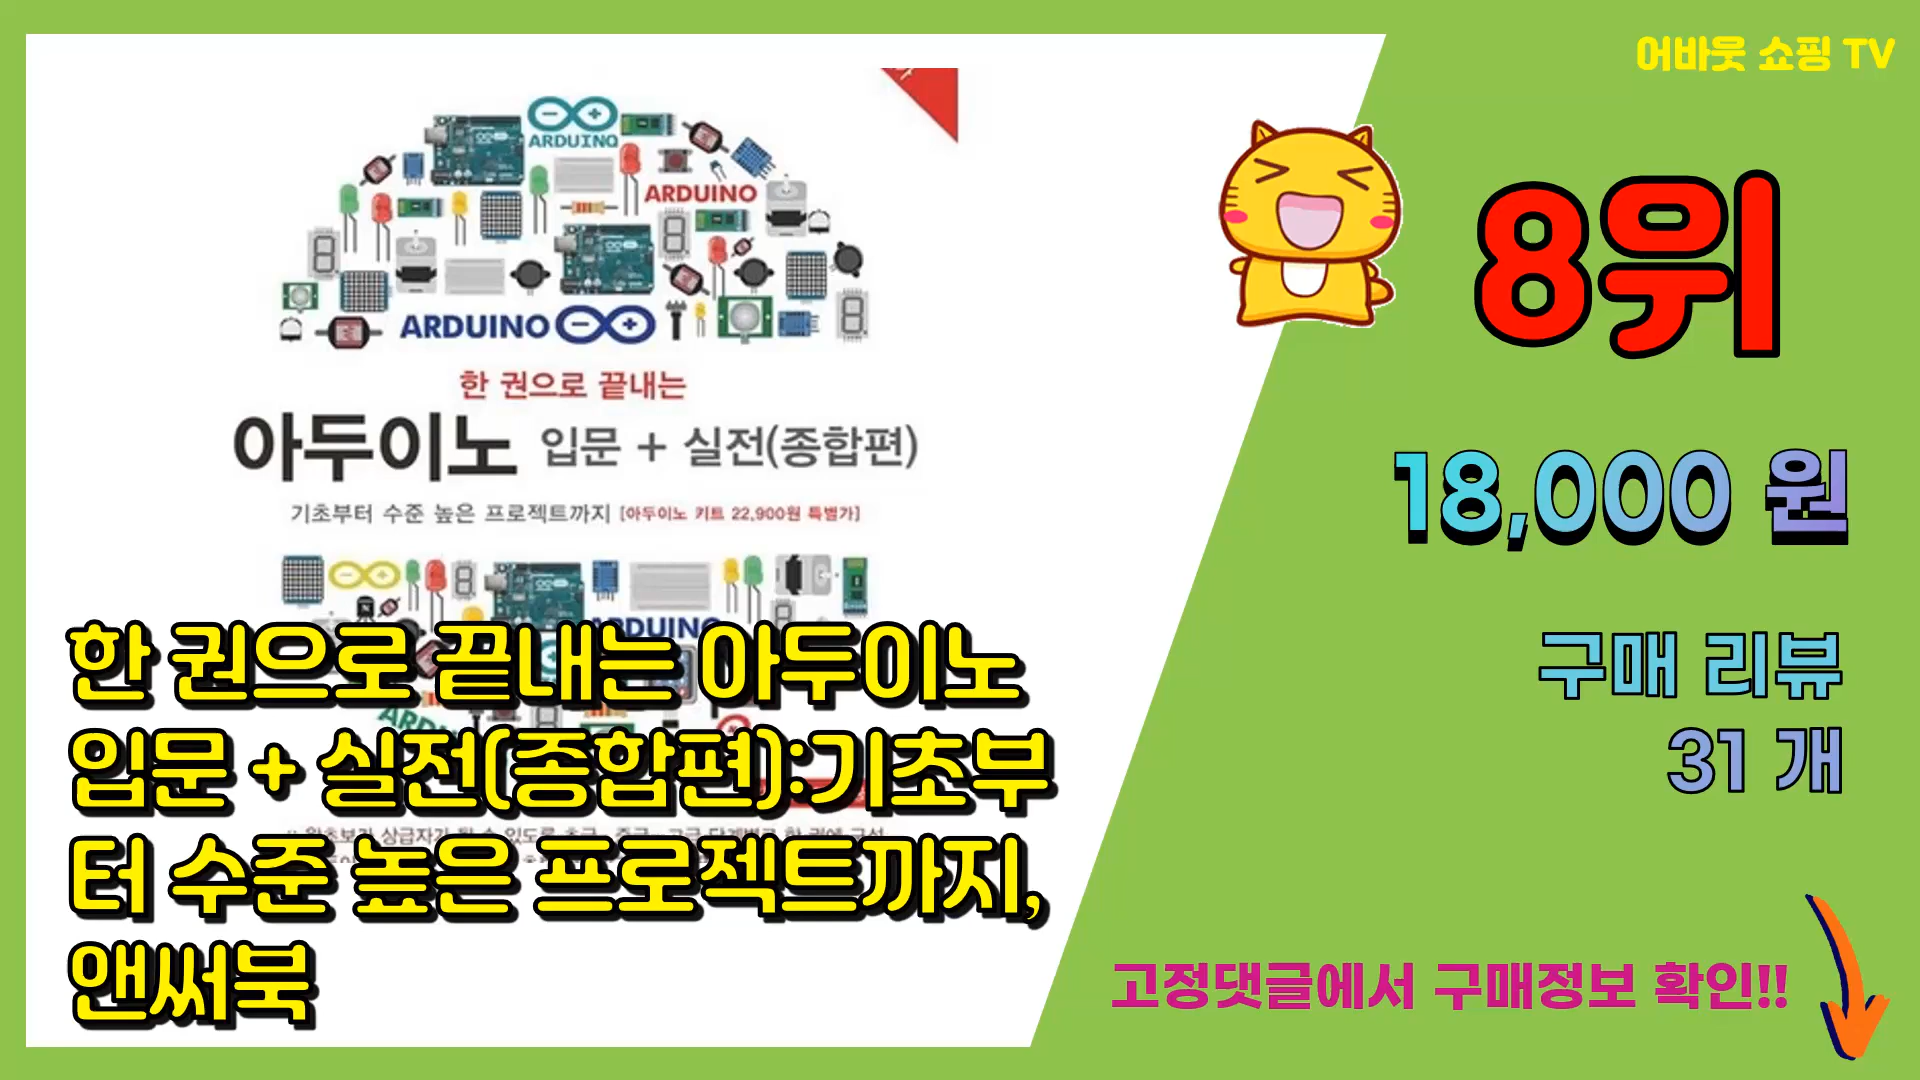 어바웃 쇼핑 TV
8위
18,000 원
구매 리뷰
31 개
고정댓글에서 구매정보 확인!!
ARDUINO
ARDUINO
ARDUINO
한 권으로 끝내는
아두이노 입문 + 실전(종합편)
기초부터 수준 높은 프로젝트까지 [아두이노 키트 22,900원 특별가]
ARDUINO
한 권으로 끝내는 아두이노
입문 + 실전(종합편):기초부
터 수준 높은 프로젝트까지,
앤써북